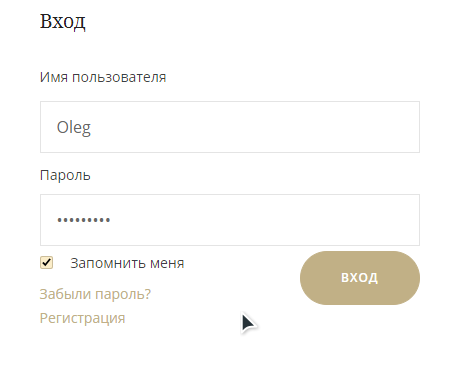 Вход
Имя пользователя
Oleg
Пароль
•••••••••
Запомнить меня
ВХОД
Забыли пароль?
Регистрация